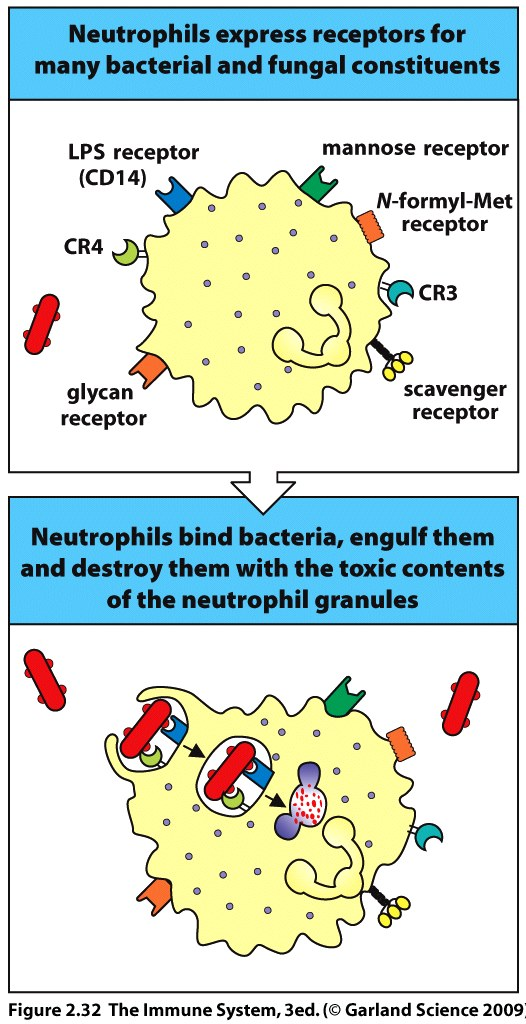 Neutrophils express receptors for
many bacterial and fungal constituents
LPS receptor
(CD14)
mannose receptor
N-formyl-Met
receptor
CR4
CR3
glycan
receptor
scavenger
receptor
Neutrophils bind bacteria, engulf them
and destroy them with the toxic contents
of the neutrophil granules
Figure 2.32 The Immune System, 3ed. (© Garland Science 2009)